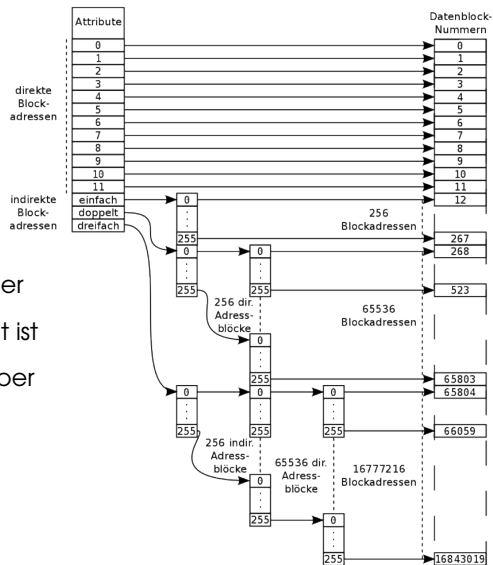 Attribute
Datenblock-
Nummern
0
0
1
1
2
2
3
3
4
4
5
5
6
6
7
7
8
8
9
9
10
10
11
11
direkte
Block-
adressen
indirekte
Block-
adressen
einfach
0
12
doppelt
dreifach
256
Blockadressen
255
267
0
0
268
255
255
523
256 dir.
Adress-
blöcke
65536
Blockadressen
0
255
65803
0
0
0
65804
255
255
255
66059
256 indir.
Adress-
blöcke
65536 dir.
Adress-
blöcke
16777216
Blockadressen
0
255
0
255
16843019
er
t ist
ber